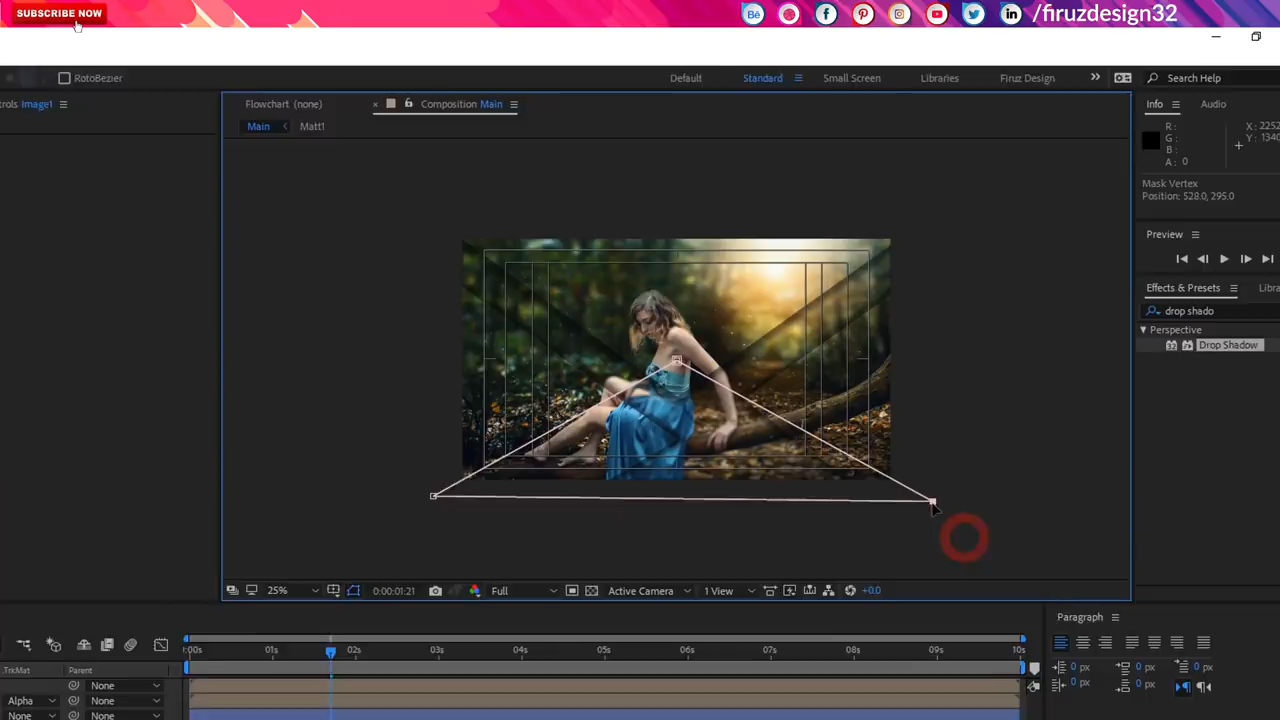 SUBSCRIBE NOW
/firuzdesign32
RotoBezier
Default
Standard
Small Screen
Libraries
Firuz Design
Search Help
Image1
Flowchart (none)
Composition Main
Info
Audio
Main
Matt1
R:
G:
B:
A: 0
X: 2252
Y: 1340
Mask Vertex
Position: 528.0, 295.0
Preview
Effects & Presets
drop shado
Perspective
Drop Shadow
25%
0:00:01:21
Full
Active Camera
1 View
+0.0
Paragraph
01s
02s
03s
04s
05s
06s
07s
08s
09s
10s
0 px
0 px
0 px
0 px
0 px
.TrkMat
Parent
None
Alpha
None
None